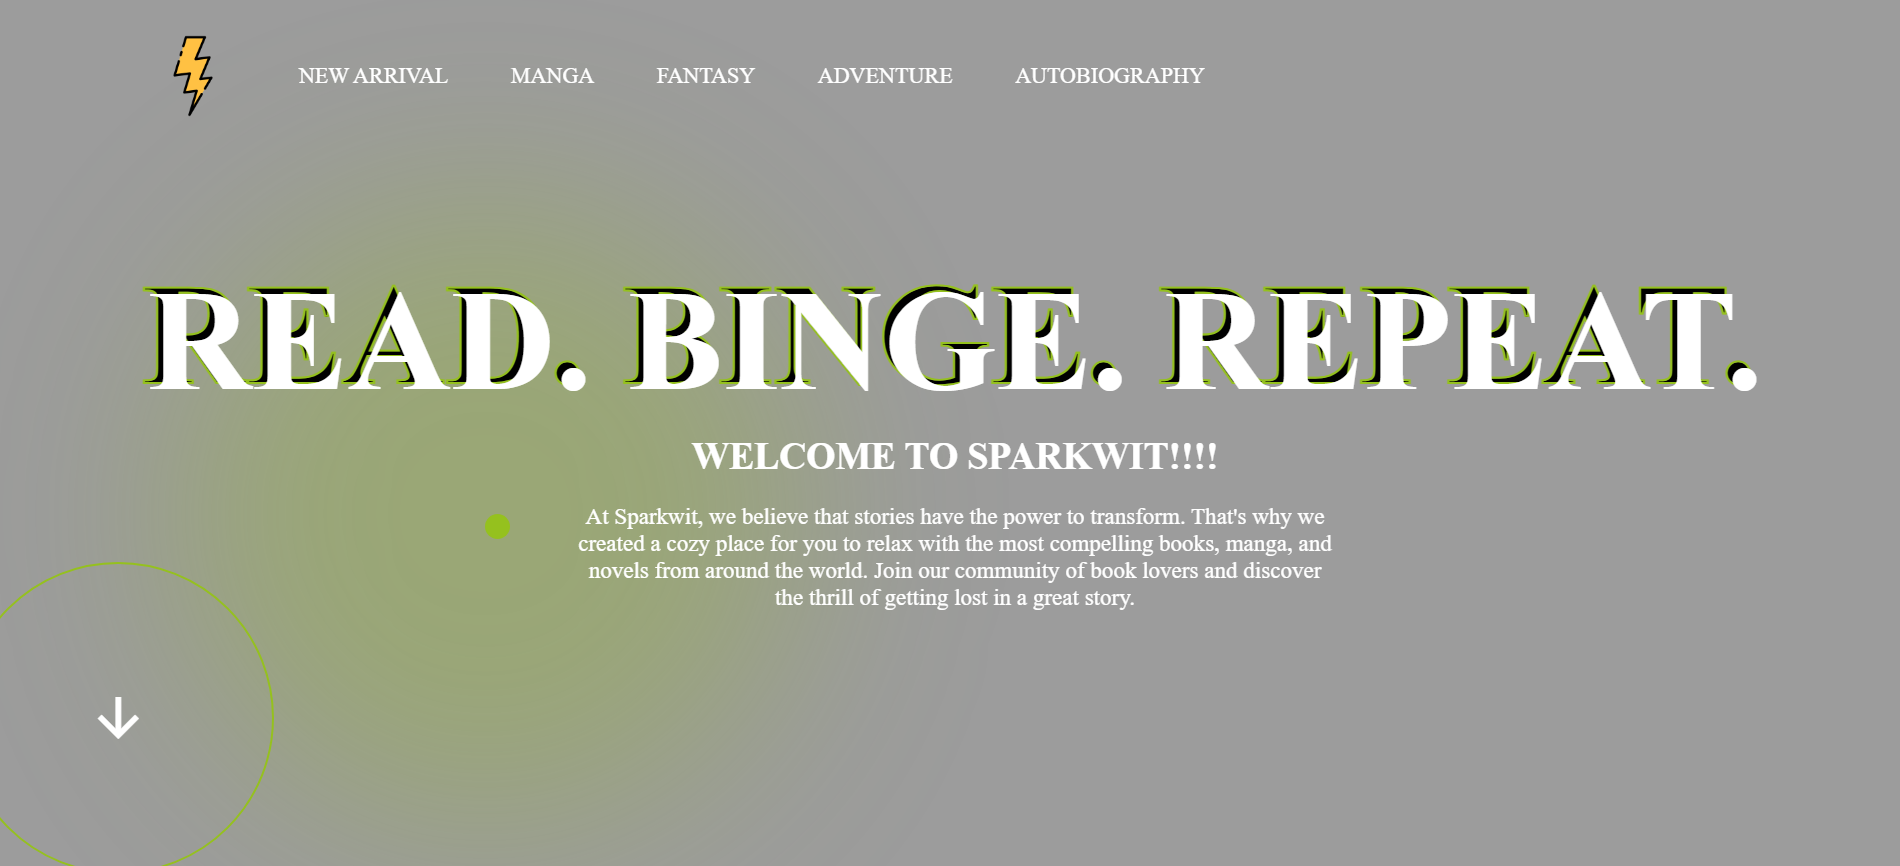 NEW ARRIVAL MANGA FANTASY ADVENTURE AUTOBIOGRAPHY
READ. BINGE. REPEAT.
WELCOME TO SPARKWIT!!!!
At Sparkwit, we believe that stories have the power to transform. That's why we
created a cozy place for you to relax with the most compelling books, manga, and
novels from around the world. Join our community of book lovers and discover
the thrill of getting lost in a great story.